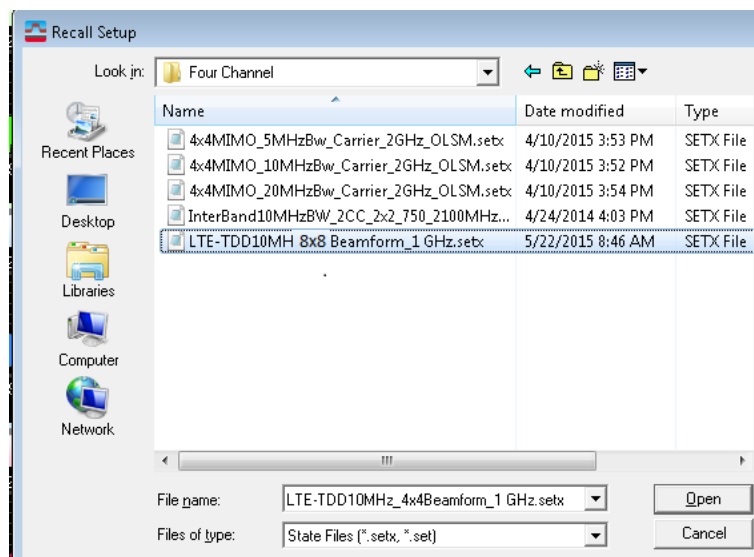 Recall Setup
Look in: Four Channel
Name Date modified Type
4x4MIMO_5MHzBw_Carrier_2GHz_OLSM.setx 4/10/2015 3:53 PM SETX File
4x4MIMO_10MHzBw_Carrier_2GHz_OLSM.setx 4/10/2015 3:52 PM SETX File
4x4MIMO_20MHzBw_Carrier_2GHz_OLSM.setx 4/10/2015 3:54 PM SETX File
InterBand10MHzBW_2CC_2x2_750_2100MHz... 4/24/2014 4:03 PM SETX File
LTE-TDD10MH 8x8 Beamform_1 GHz.setx 5/22/2015 8:46 AM SETX File
Recent Places
Desktop
Libraries
Computer
Network
File name: LTE-TDD10MHz_4x4Beamform_1 GHz.setx Open
Files of type: State Files (*.setx, *.set) Cancel